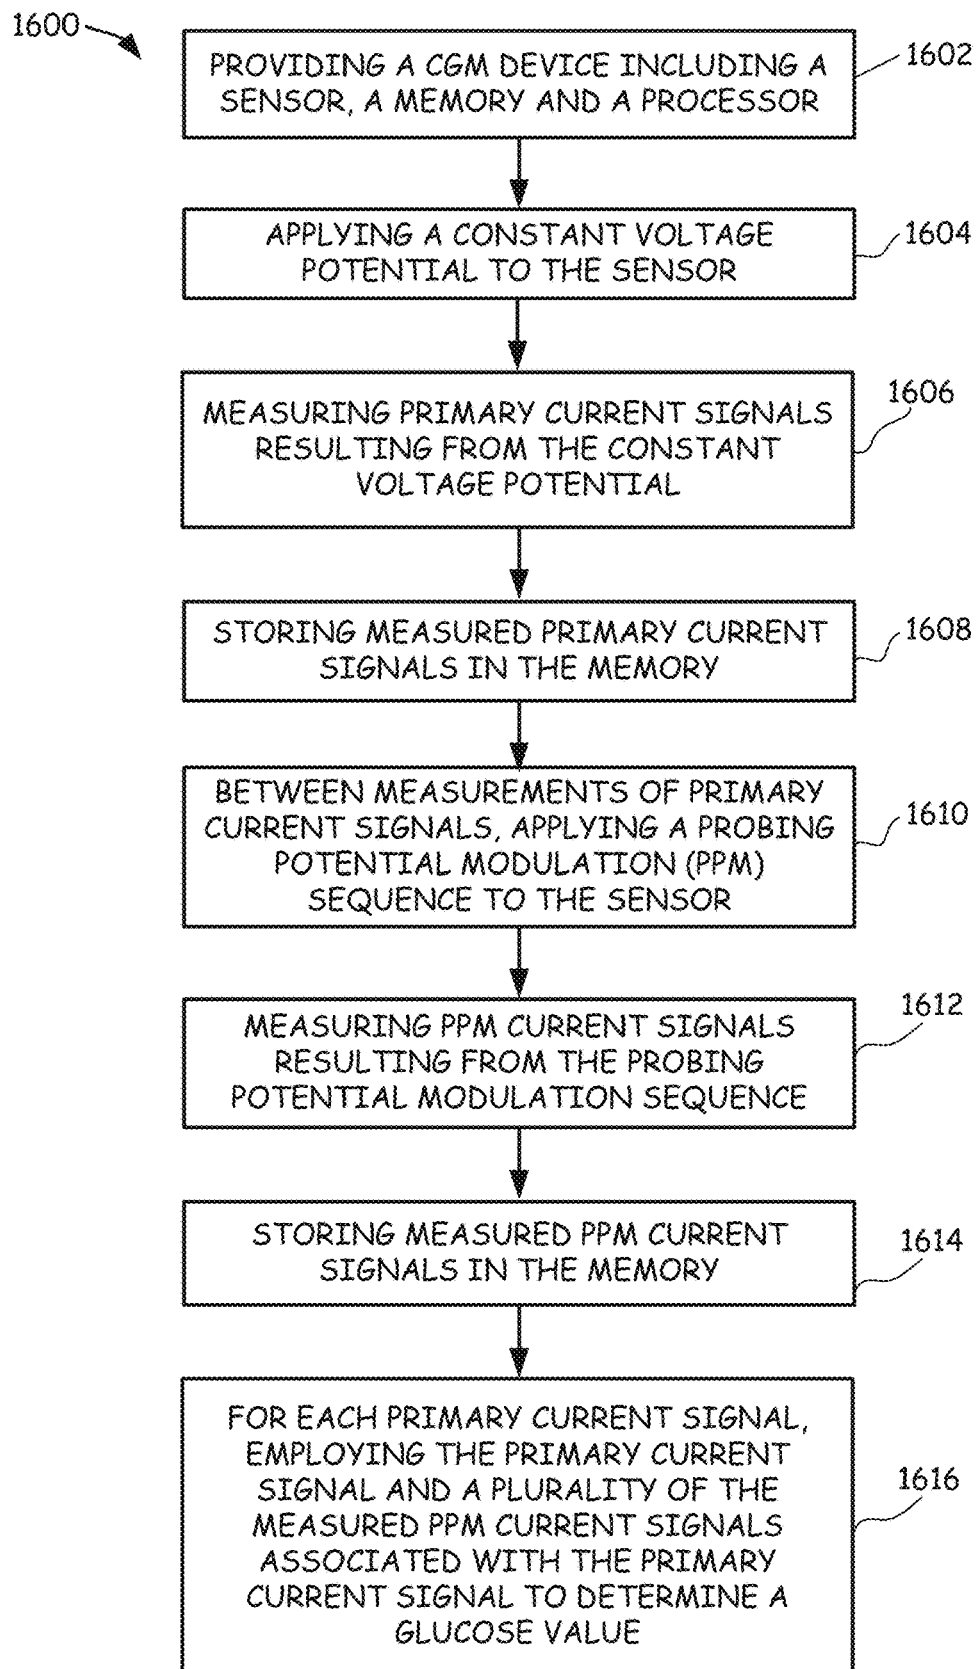 1600
PROVIDING A CGM DEVICE INCLUDING A
SENSOR, A MEMORY AND A PROCESSOR
1602
APPLYING A CONSTANT VOLTAGE
POTENTIAL TO THE SENSOR
1604
MEASURING PRIMARY CURRENT SIGNALS
RESULTING FROM THE CONSTANT
VOLTAGE POTENTIAL
1606
STORING MEASURED PRIMARY CURRENT
SIGNALS IN THE MEMORY
1608
BETWEEN MEASUREMENTS OF PRIMARY
CURRENT SIGNALS, APPLYING A PROBING
POTENTIAL MODULATION (PPM)
SEQUENCE TO THE SENSOR
1610
MEASURING PPM CURRENT SIGNALS
RESULTING FROM THE PROBING
POTENTIAL MODULATION SEQUENCE
1612
STORING MEASURED PPM CURRENT
SIGNALS IN THE MEMORY
1614
FOR EACH PRIMARY CURRENT SIGNAL,
EMPLOYING THE PRIMARY CURRENT
SIGNAL AND A PLURALITY OF THE
MEASURED PPM CURRENT SIGNALS
ASSOCIATED WITH THE PRIMARY
CURRENT SIGNAL TO DETERMINE A
GLUCOSE VALUE
1616